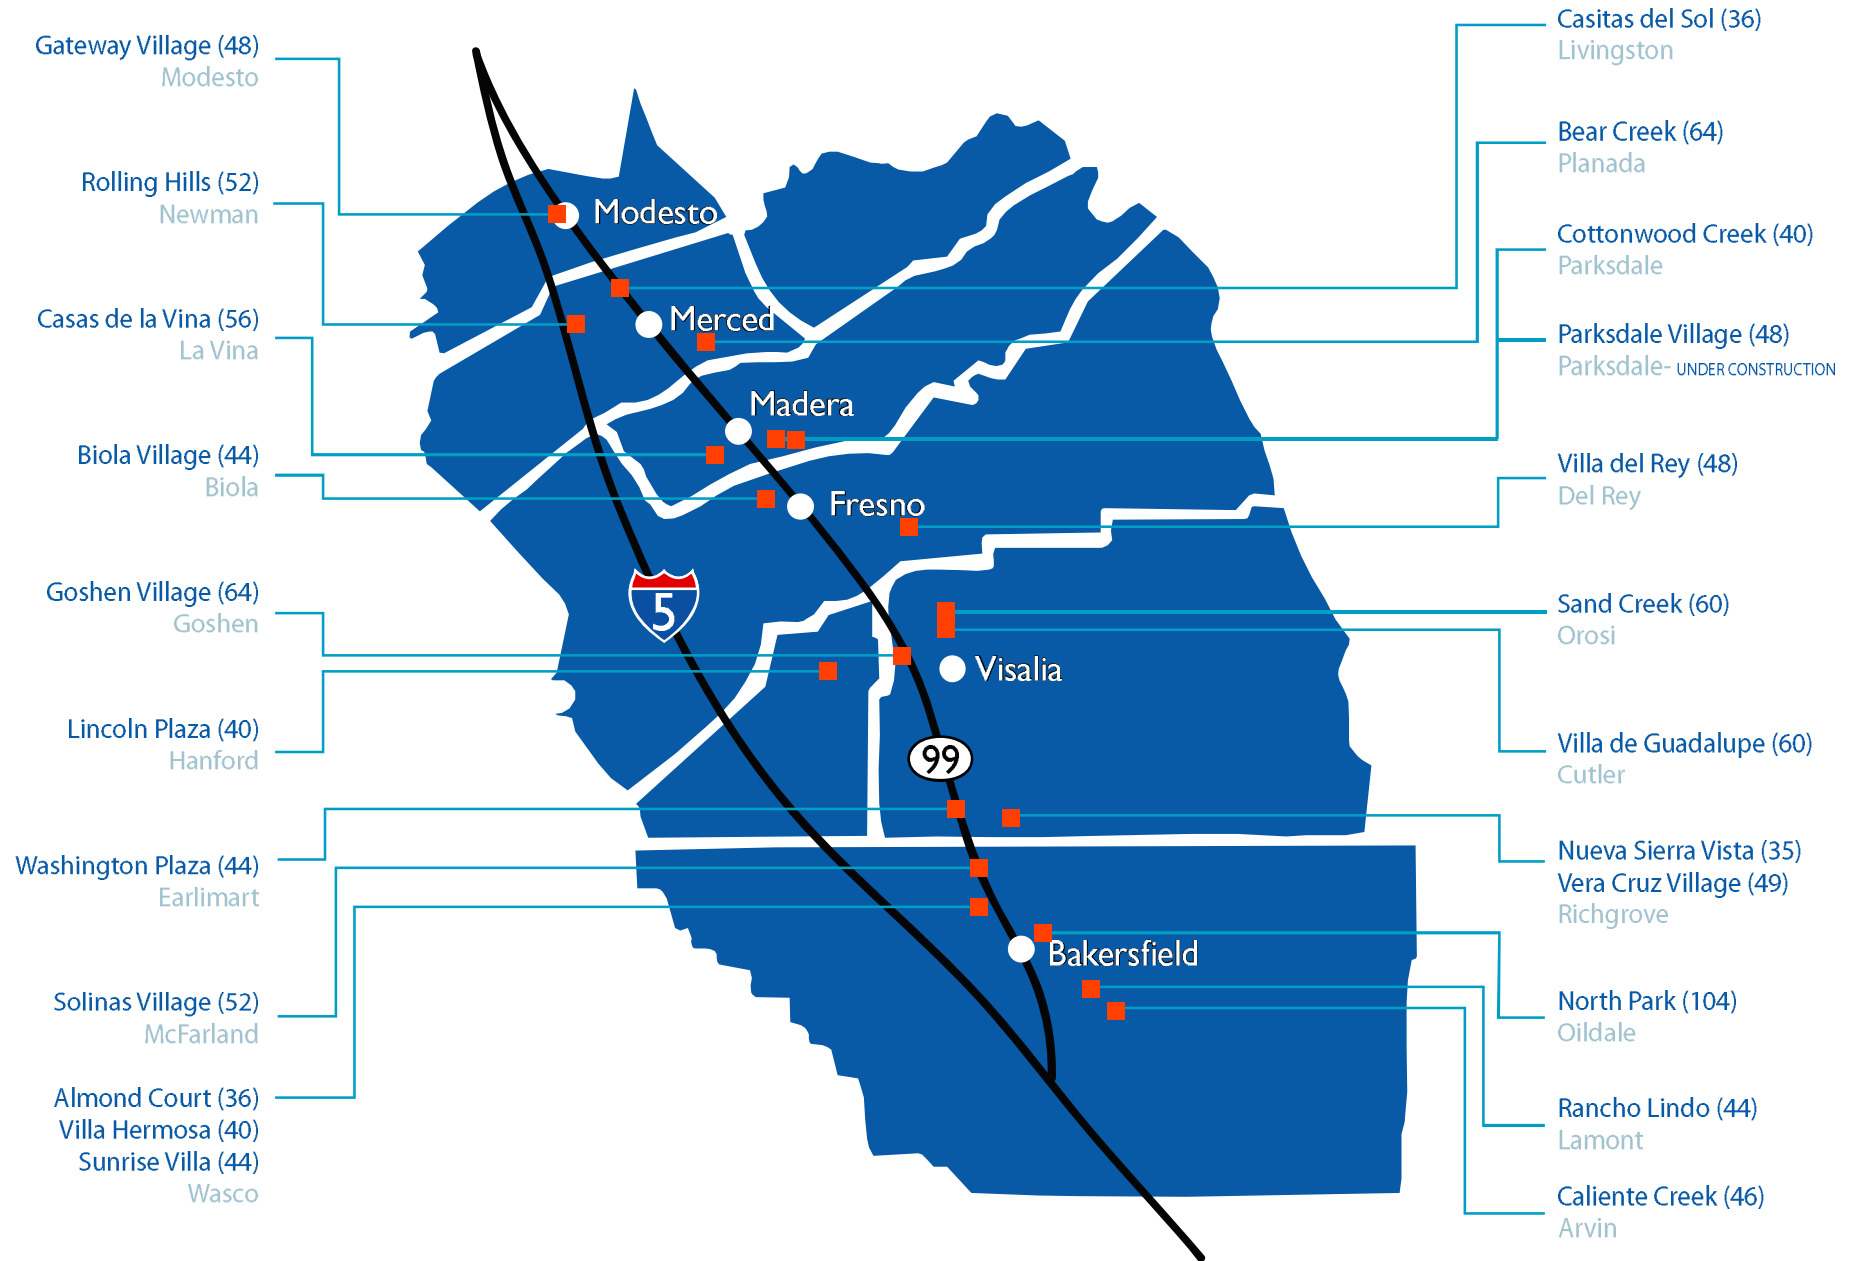 Gateway Village (48)
Modesto
Rolling Hills (52)
Newman
Casas de la Vina (56)
La Vina
Biola Village (44)
Biola
Goshen Village (64)
Goshen
Lincoln Plaza (40)
Hanford
Washington Plaza (44)
Earlimart
Solinas Village (52)
McFarland
Almond Court (36)
Villa Hermosa (40)
Sunrise Villa (44)
Wasco
Modesto
Merced
Madera
Fresno
5
Visalia
99
Bakersfield
Casitas del Sol (36)
Livingston
Bear Creek (64)
Planada
Cottonwood Creek (40)
Parksdale
Parksdale Village (48)
Parksdale- UNDER CONSTRUCTION
Villa del Rey (48)
Del Rey
Sand Creek (60)
Orosi
Villa de Guadalupe (60)
Cutler
Nueva Sierra Vista (35)
Vera Cruz Village (49)
Richgrove
North Park (104)
Oildale
Rancho Lindo (44)
Lamont
Caliente Creek (46)
Arvin